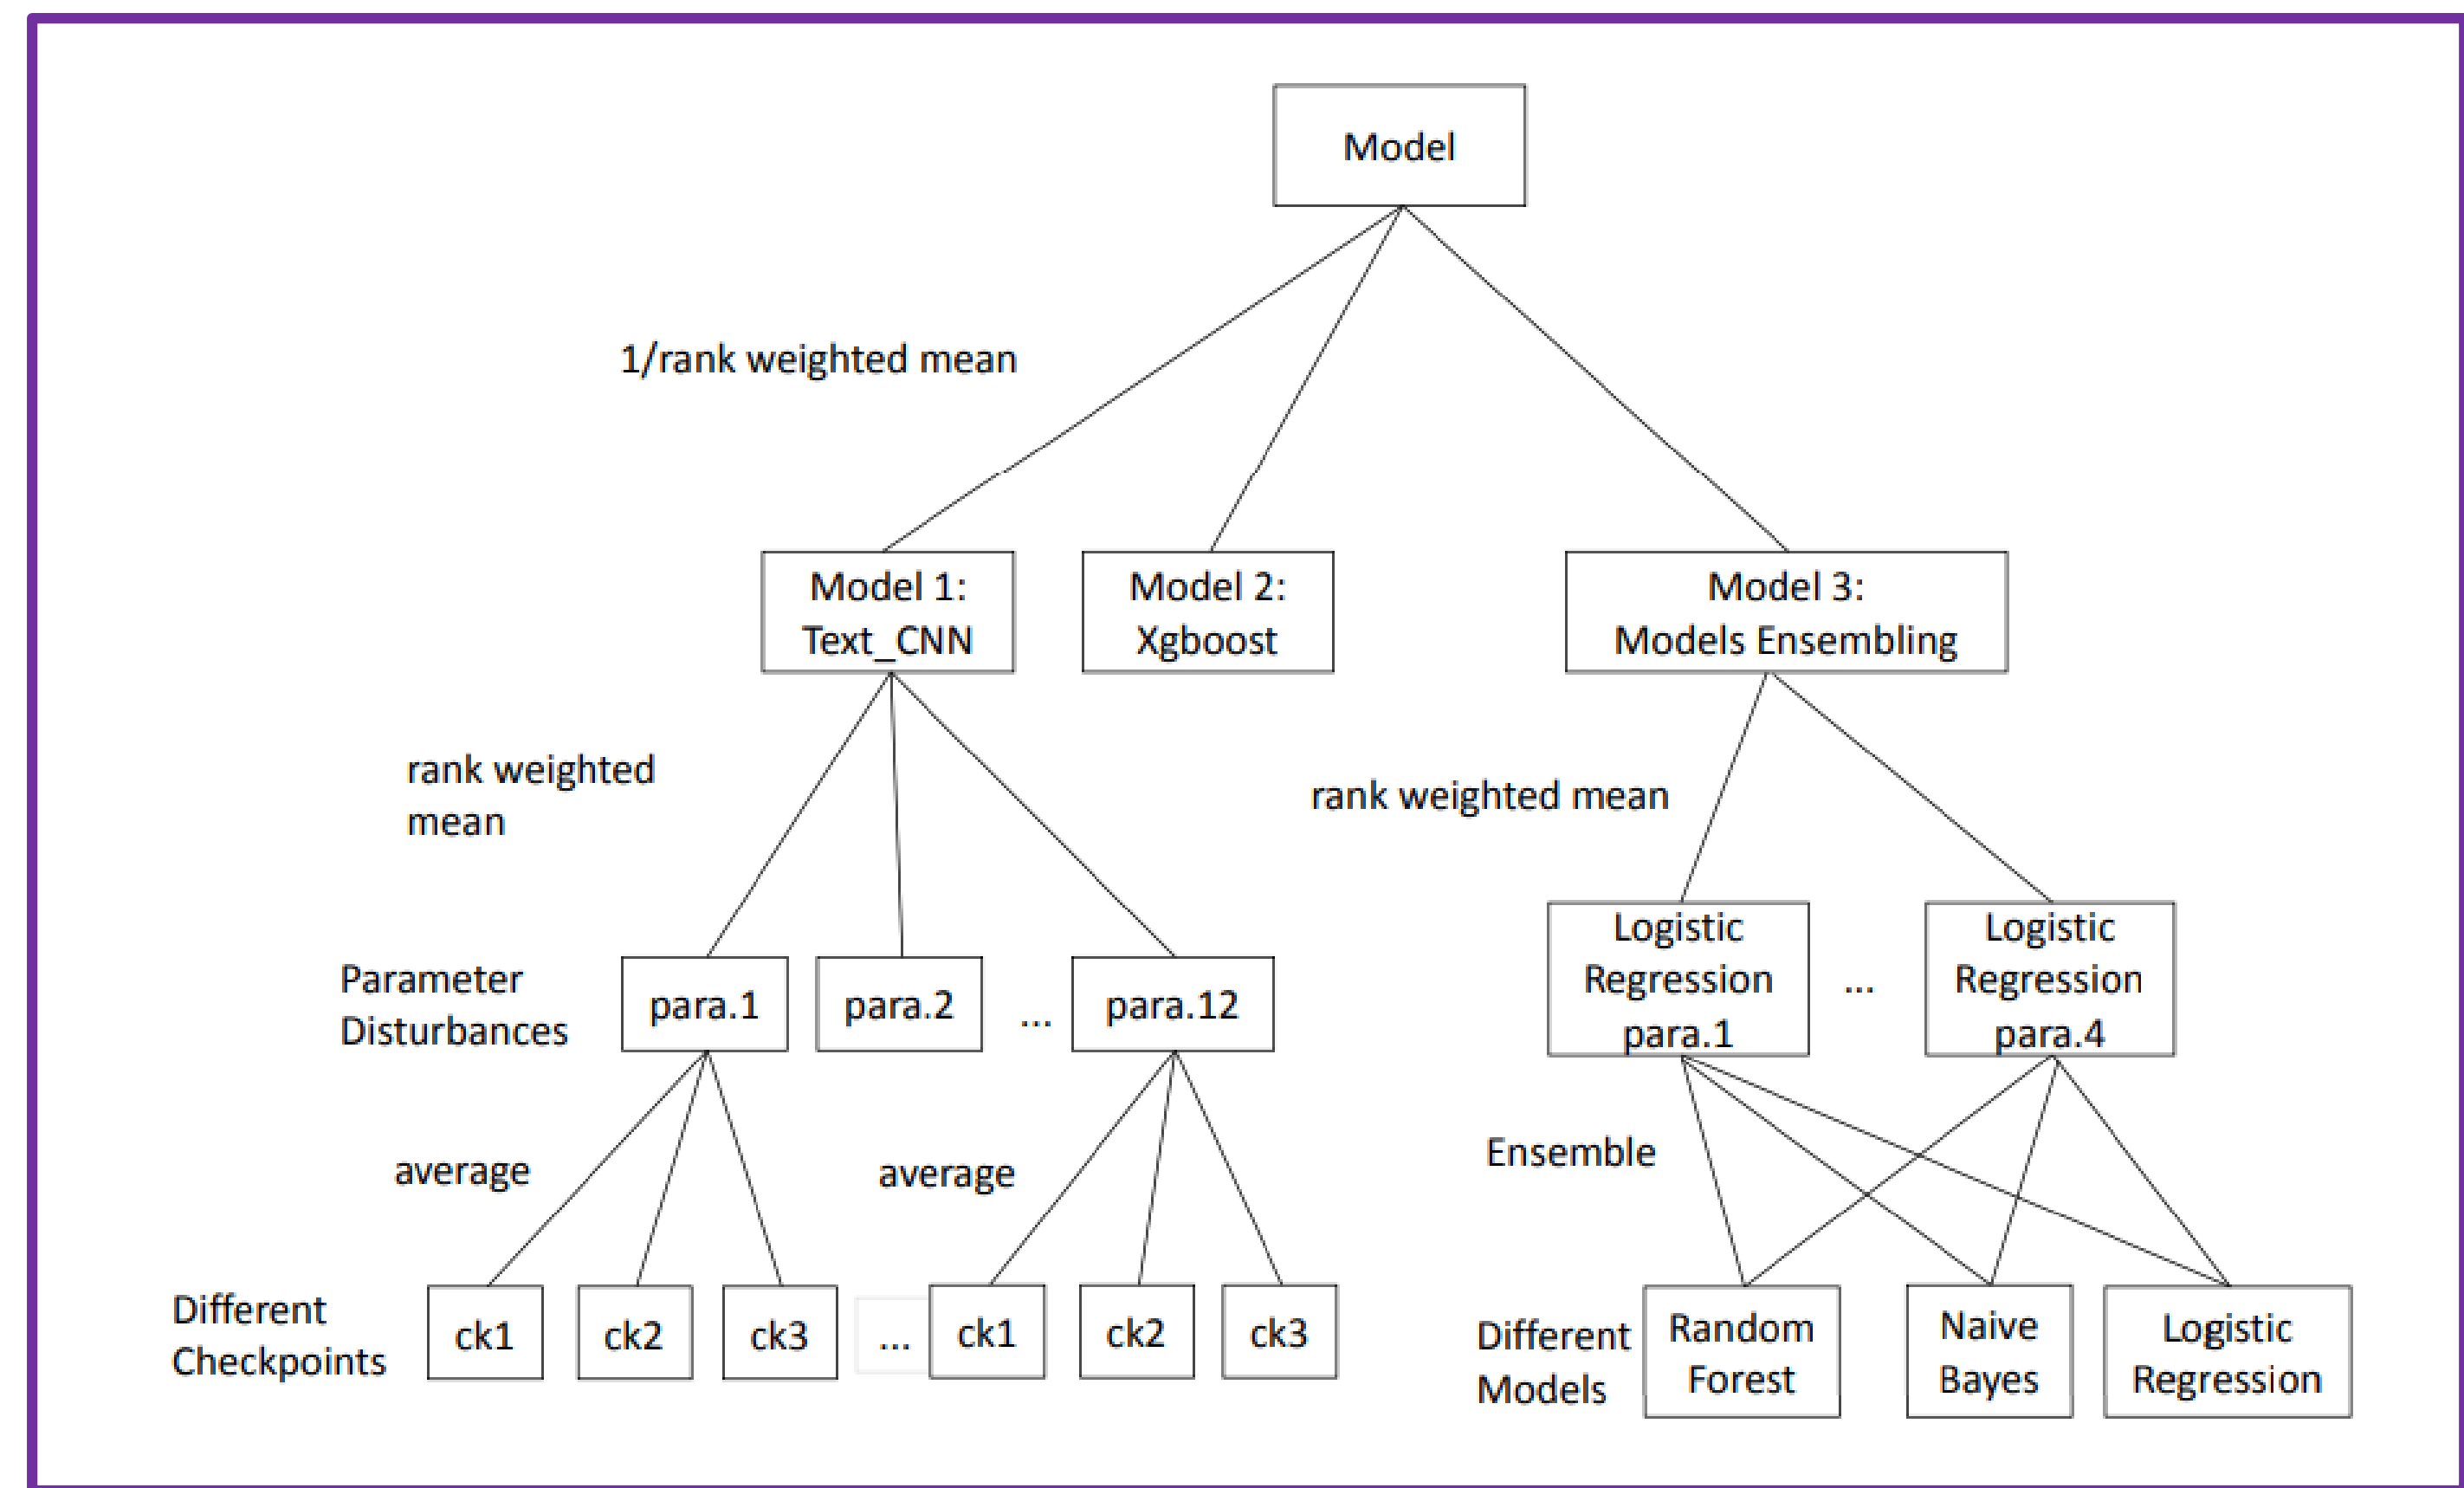 Model
1/rank weighted mean
Model 1:
Text_CNN
Model 2:
Xgboost
Model 3:
Models Ensembling
rank weighted
mean
rank weighted mean
Parameter
Disturbances
para.1
para.2
...
para.12
Logistic
Regression
para.1
...
Logistic
Regression
para.4
average
average
Ensemble
Different
Checkpoints
ck1
ck2
ck3
...
ck1
ck2
ck3
Different
Models
Random
Forest
Naive
Bayes
Logistic
Regression